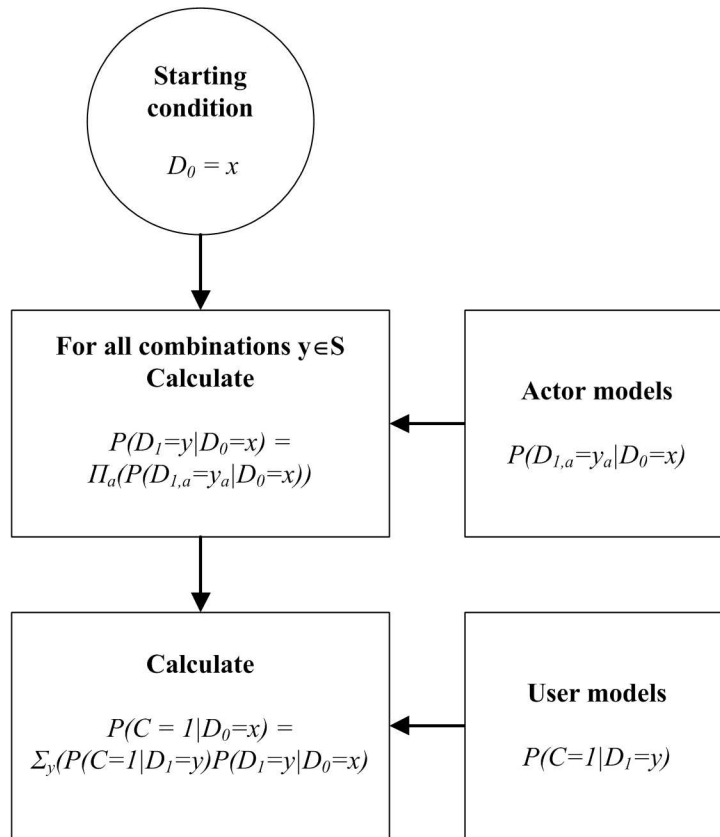 Starting
condition
D₀ = x
For all combinations y∈S
Calculate
P(D₁=y|D₀=x) =
Πₐ(P(D₁,ₐ=yₐ|D₀=x))
Actor models
P(D₁,ₐ=yₐ|D₀=x)
Calculate
P(C = 1|D₀=x) =
Σᵧ(P(C=1|D₁=y)P(D₁=y|D₀=x)
User models
P(C=1|D₁=y)